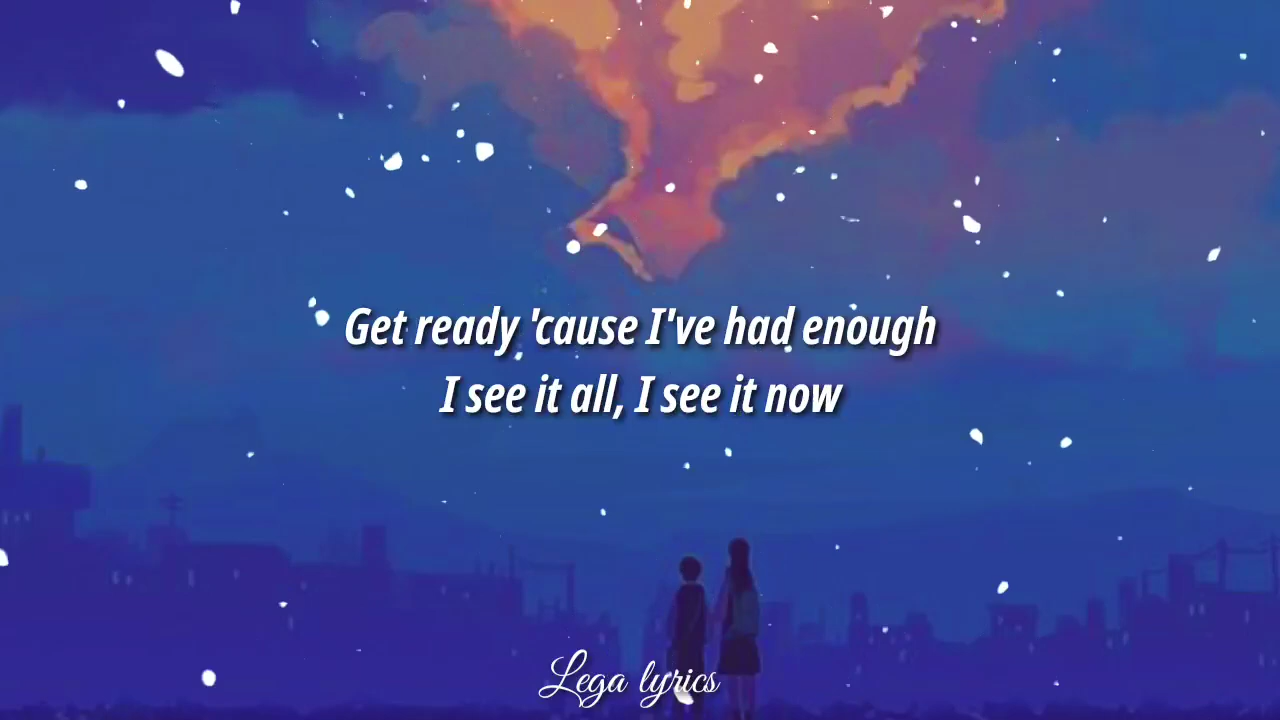 Get ready 'cause I've had enough
I see it all, I see it now
Lega lyrics